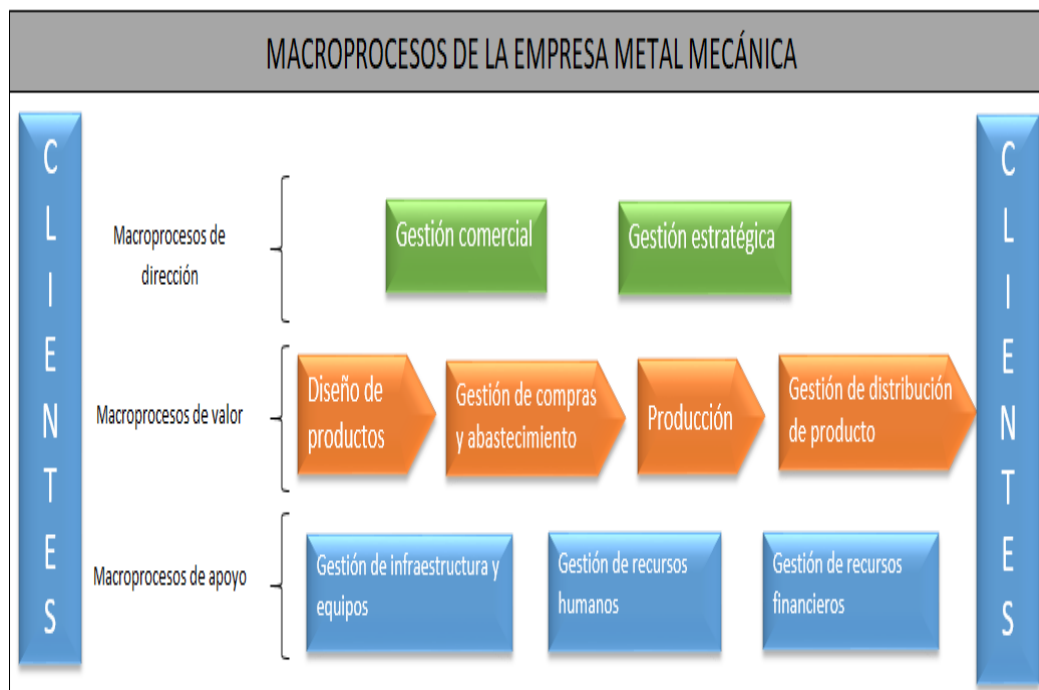 MACROPROCESOS DE LA EMPRESA METAL MECÁNICA
CLIENTES
Macroprocesos de
dirección
Gestión comercial
Gestión estratégica
Macroprocesos de valor
Diseño de
productos
Gestión de compras
y abastecimiento
Producción
Gestión de distribución
de producto
Macroprocesos de apoyo
Gestión de infraestructura y
equipos
Gestión de recursos
humanos
Gestión de recursos
financieros
CLIENTES